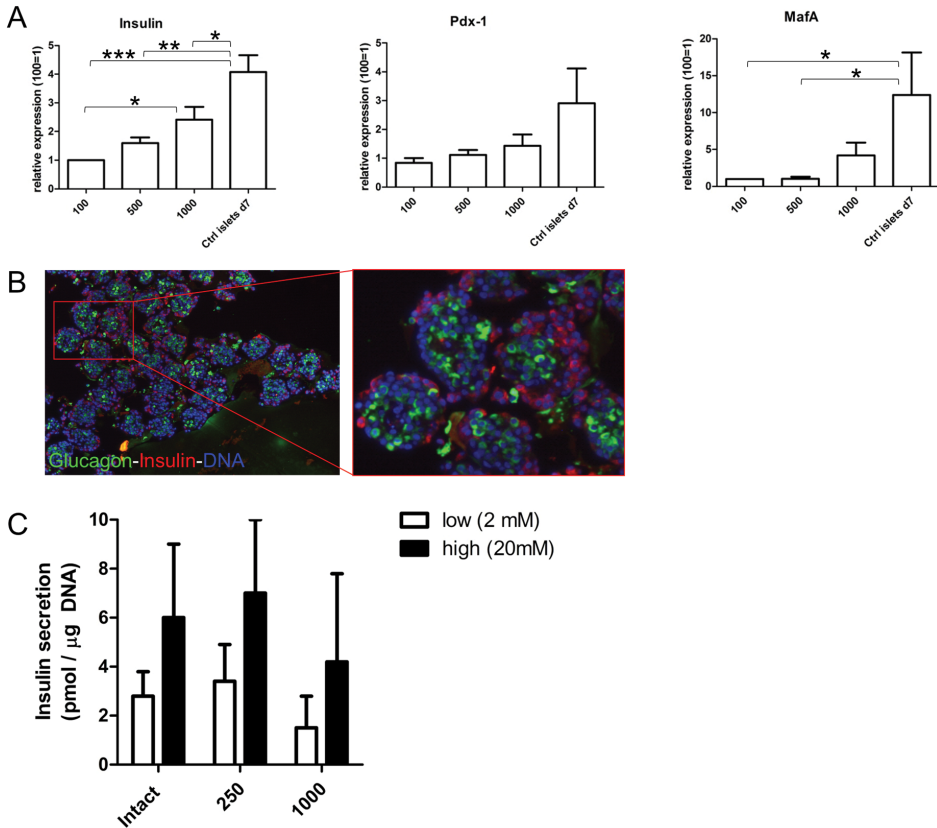 A
Insulin
relative expression (100=1)
5
4
3
2
1
0
***
**
*
*
100
500
1000
Ctrl islets d7
Pdx-1
relative expression (100=1)
5
4
3
2
1
0
100
500
1000
Ctrl islets d7
MafA
relative expression (100=1)
20
15
10
5
0
*
*
100
500
1000
Ctrl islets d7
B
Glucagon-Insulin-DNA
C
Insulin secretion
(pmol / µg DNA)
10
8
6
4
2
0
Intact
250
1000
low (2 mM)
high (20mM)